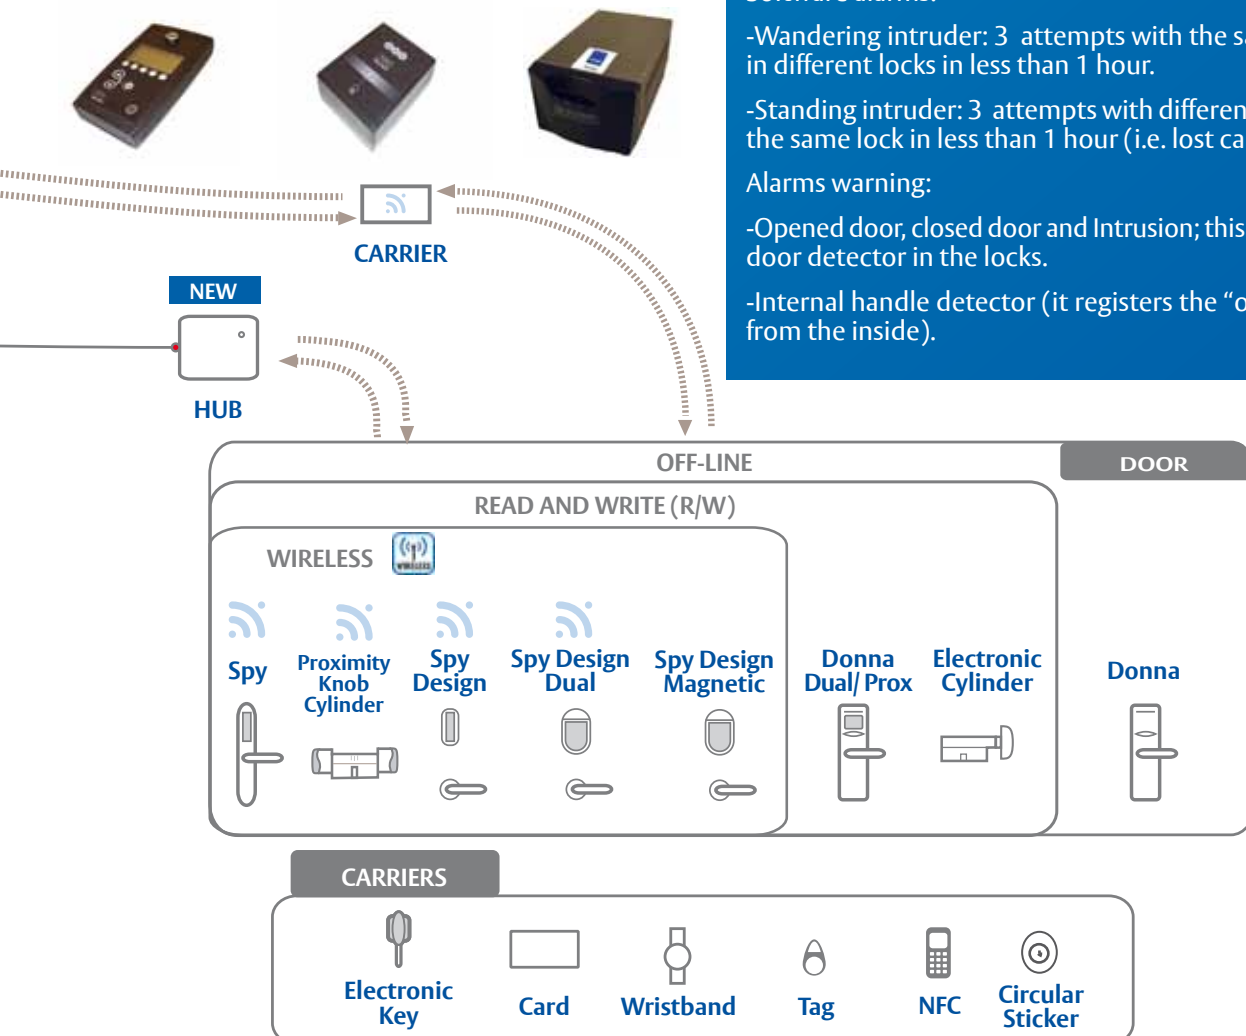 -Wandering intruder: 3 attempts with the
in different locks in less than 1 hour.
-Standing intruder: 3 attempts with
the same lock in less than 1 hour (i.e. lost
Alarms warning:
-Opened door, closed door and Intrusion; this
door detector in the locks.
-Internal handle detector (it registers the
from the inside).
CARRIER
NEW
HUB
OFF-LINE
DOOR
READ AND WRITE (R/W)
WIRELESS
WIRELESS
Spy
Proximity
Knob
Cylinder
Spy
Design
Spy Design
Dual
Spy Design
Magnetic
Donna
Dual/ Prox
Electronic
Cylinder
Donna
CARRIERS
Electronic
Key
Card
Wristband
Tag
NFC
Circular
Sticker